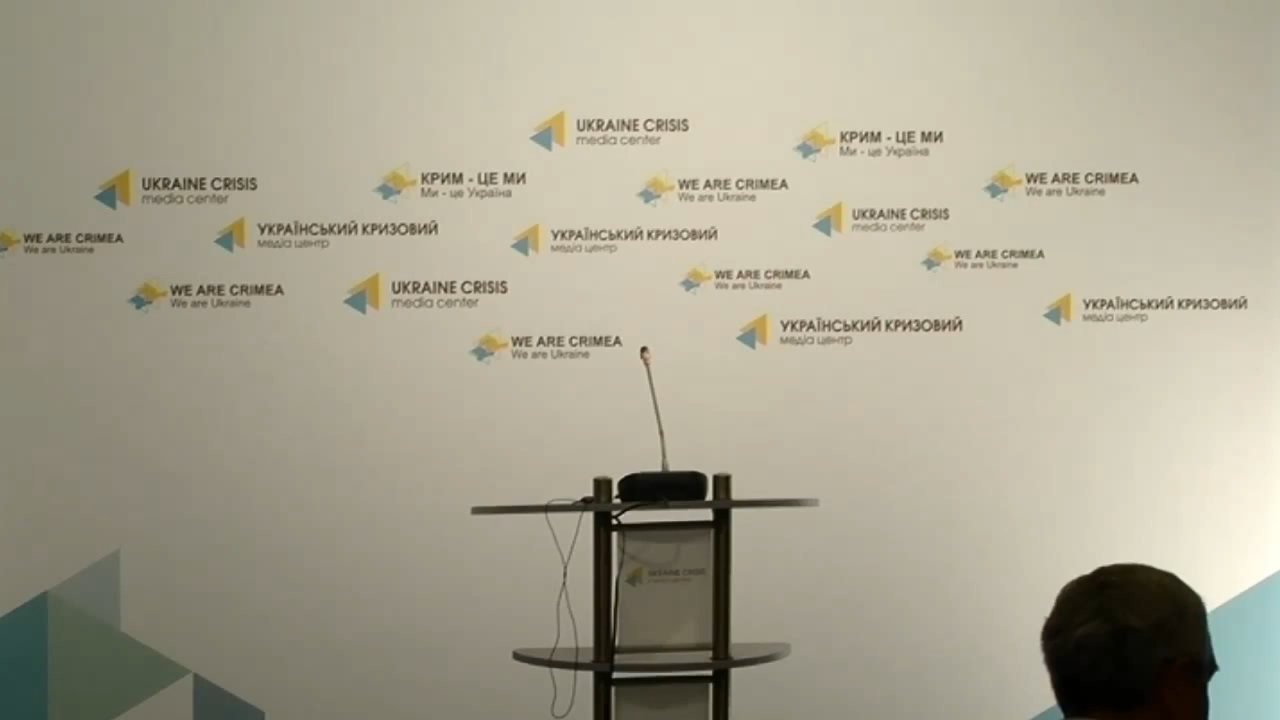 UKRAINE CRISIS
media center
КРИМ - ЦЕ МИ
Ми - це Україна
UKRAINE CRISIS
media center
КРИМ - ЦЕ МИ
Ми - це Україна
WE ARE CRIMEA
We are Ukraine
WE ARE CRIMEA
We are Ukraine
WE ARE CRIMEA
We are Ukraine
УКРАЇНСЬКИЙ КРИЗОВИЙ
медіа центр
УКРАЇНСЬКИЙ КРИЗОВИЙ
медіа центр
UKRAINE CRISIS
media center
WE ARE CRIMEA
We are Ukraine
WE ARE CRIMEA
We are Ukraine
UKRAINE CRISIS
media center
WE ARE CRIMEA
We are Ukraine
УКРАЇНСЬКИЙ КРИЗОВИЙ
медіа центр
WE ARE CRIMEA
We are Ukraine
УКРАЇНСЬКИЙ КРИЗОВИЙ
медіа центр
UKRAINE CRISIS